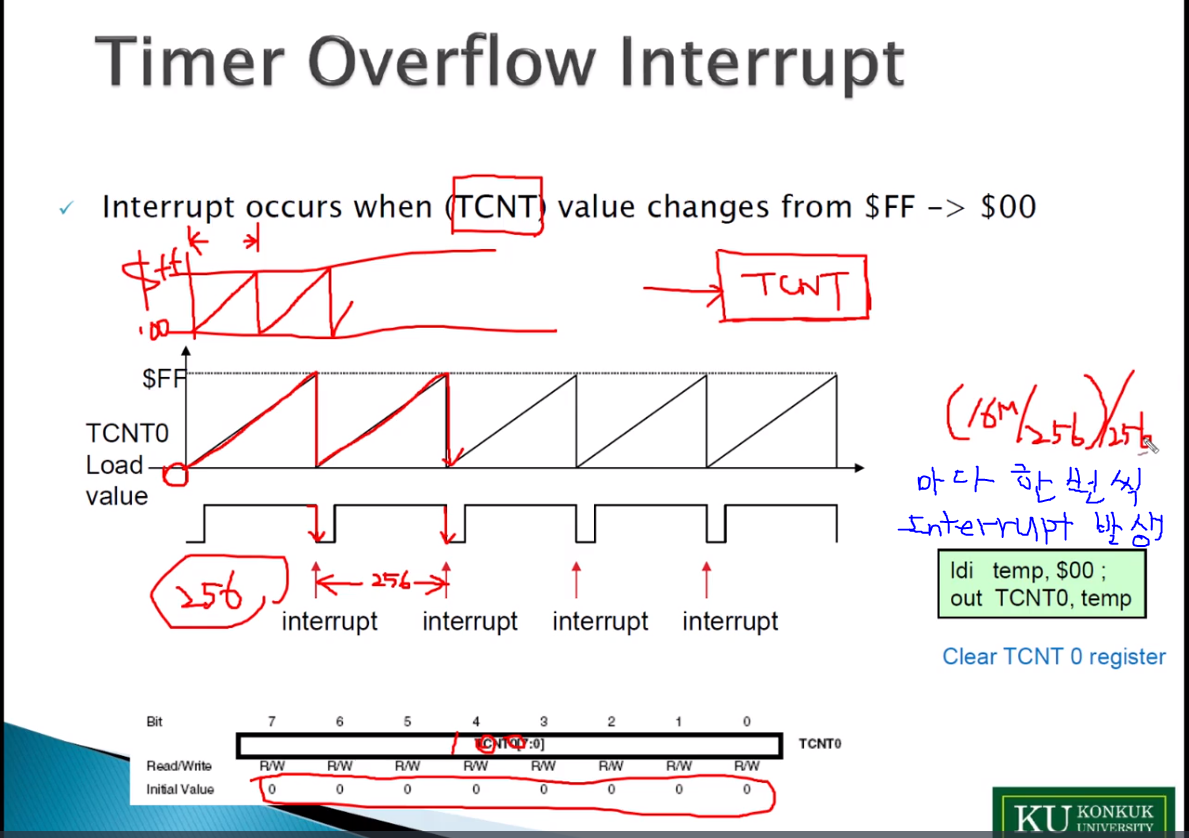 Timer Overflow Interrupt
✓ Interrupt occurs when (TCNT) value changes from $FF -> $00
$ff
TCNT
$FF
(16M/256)/256
TCNT0
Load
value
마다 한 번씩
Interrupt 발생
256
256
interrupt interrupt interrupt interrupt
ldi temp, $00 ;
out TCNT0, temp
Clear TCNT 0 register
Bit 7 6 5 4 3 2 1 0
TCNT0[7:0] TCNT0
Read/Write R/W R/W R/W R/W R/W R/W R/W R/W
Initial Value 0 0 0 0 0 0 0 0
KU KONKUK
UNIVERSITY